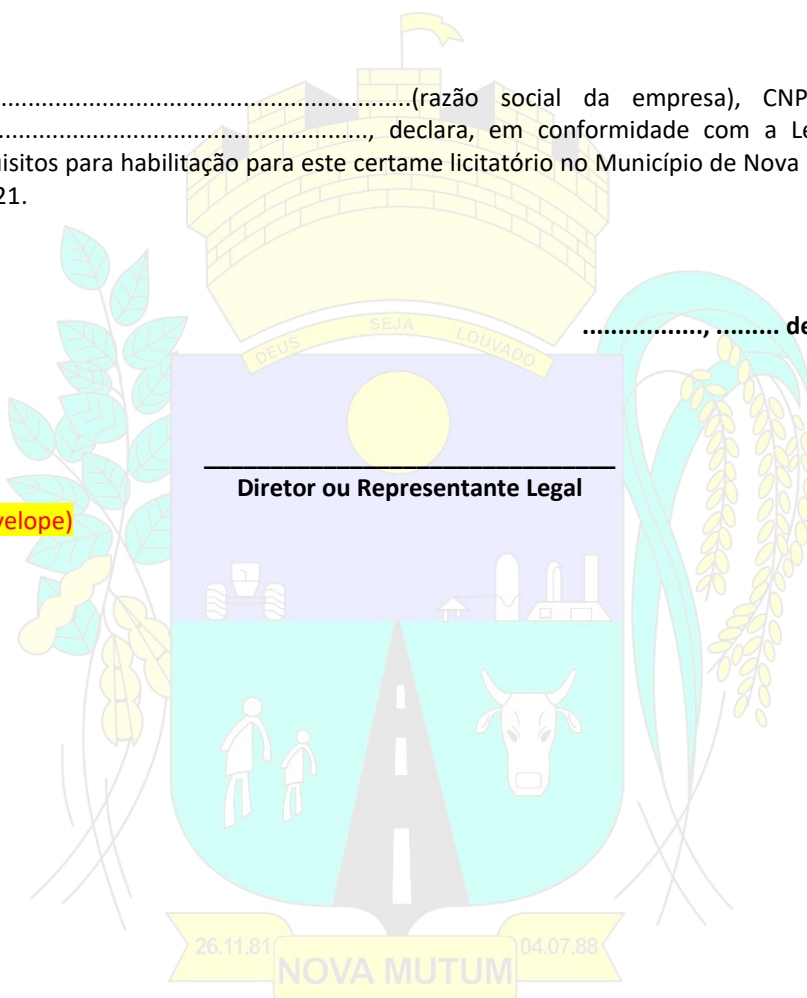 ...............................................................(razão social da empresa), CNP
...................................................., declara, em conformidade com a Le
uisitos para habilitação para este certame licitatório no Município de Nova
21.
................., ......... de
DEUS SEJA LOUVADO
_______________________________
Diretor ou Representante Legal
velope)
26.11.81 04.07.88
NOVA MUTUM